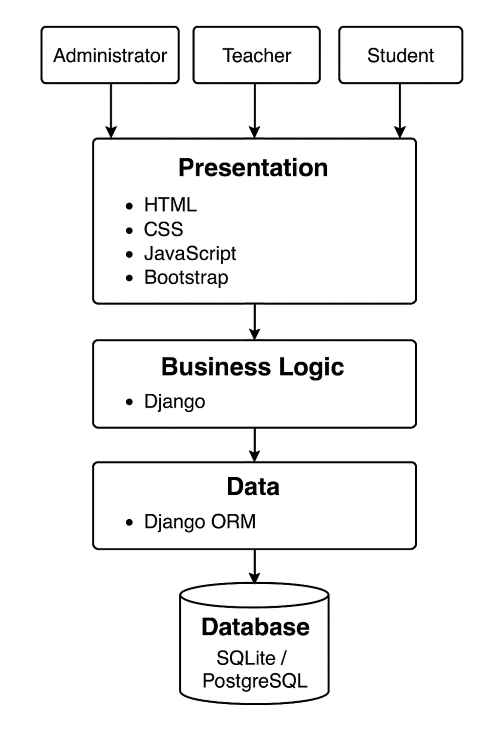 Administrator
Teacher
Student
Presentation
• HTML
• CSS
• JavaScript
• Bootstrap
Business Logic
• Django
Data
• Django ORM
Database
SQLite /
PostgreSQL